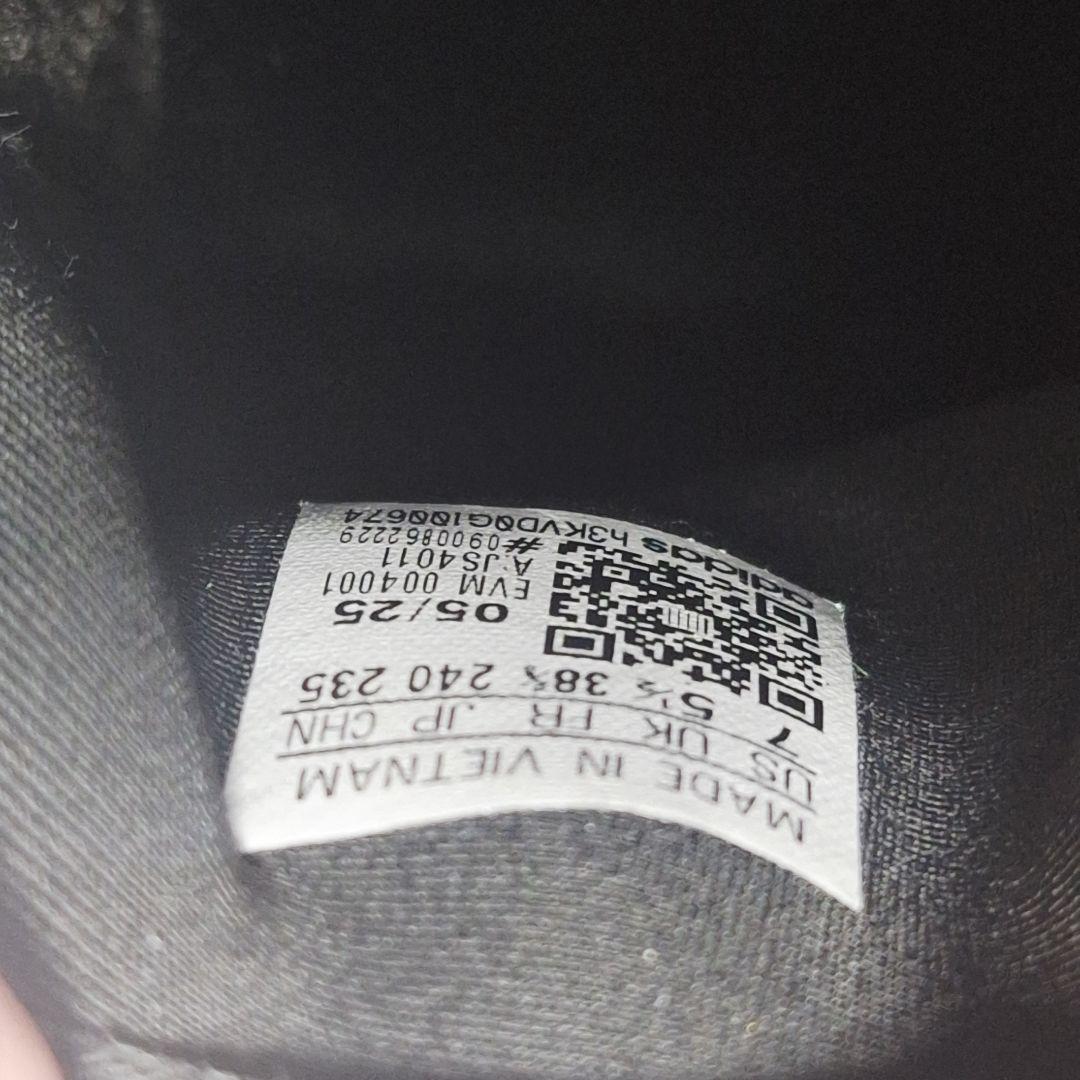 MADE IN VIETNAM
US UK FR JP CHN
7 5½ 38⅔ 240 235
05/25
EVM 004001
A:JS4011
#0900862229
adidas h3KVD0G100674